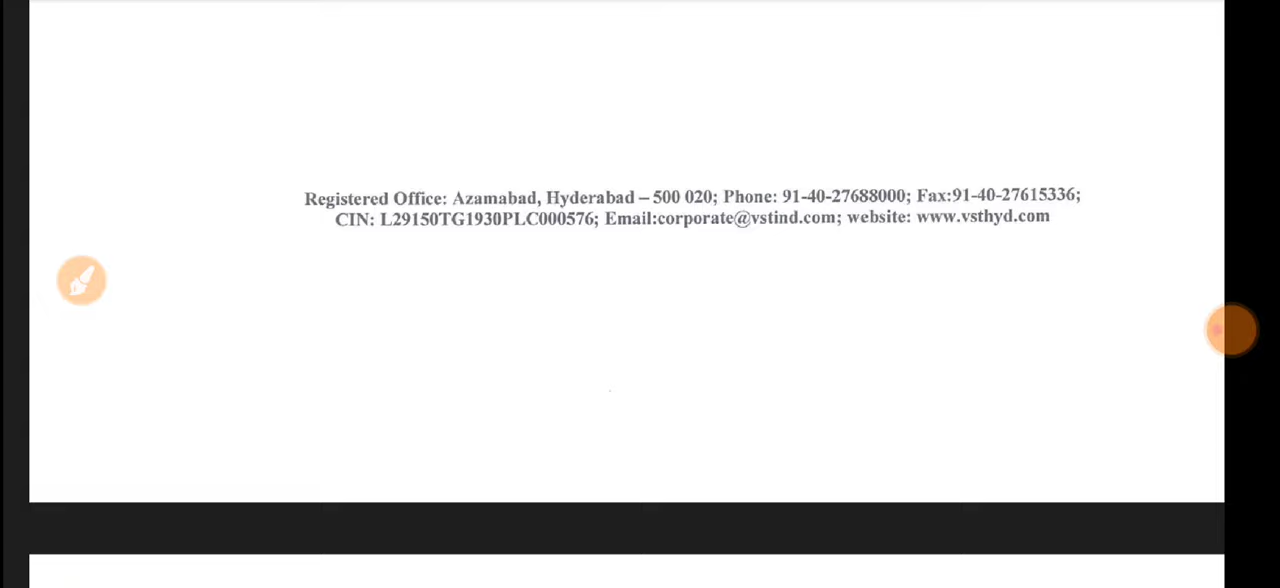 Registered Office: Azamabad, Hyderabad – 500 020; Phone: 91-40-27688000; Fax:91-40-27615336;
CIN: L29150TG1930PLC000576; Email:corporate@vstind.com; website: www.vsthyd.com